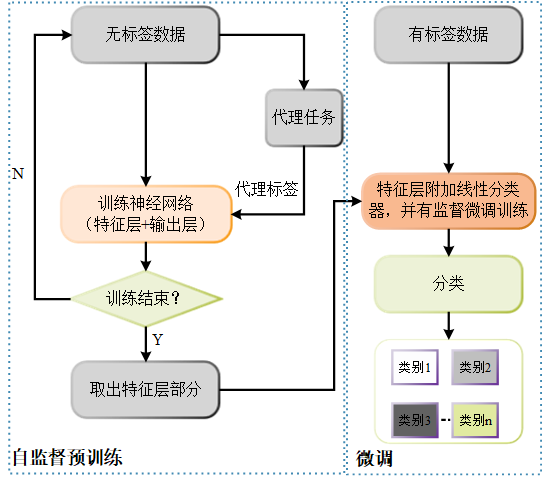 无标签数据
代理任务
N
代理标签
训练神经网络
（特征层+输出层）
训练结束？
Y
取出特征层部分
自监督预训练
有标签数据
特征层附加线性分类
器，并有监督微调训练
分类
类别1
类别2
类别3
类别n
微调